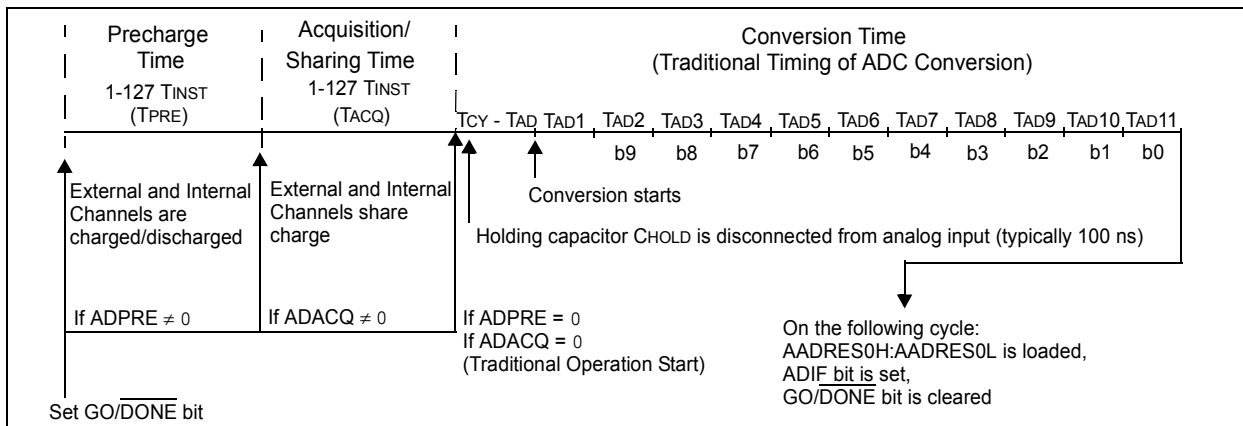 Precharge
Time
1-127 TINST
(TPRE)
Acquisition/
Sharing Time
1-127 TINST
(TACQ)
Conversion Time
(Traditional Timing of ADC Conversion)
TCY - TAD TAD1 TAD2 TAD3 TAD4 TAD5 TAD6 TAD7 TAD8 TAD9 TAD10 TAD11
b9 b8 b7 b6 b5 b4 b3 b2 b1 b0
External and Internal
Channels are
charged/discharged
External and Internal
Channels share
charge
Conversion starts
Holding capacitor CHOLD is disconnected from analog input (typically 100 ns)
If ADPRE ≠ 0
If ADACQ ≠ 0
If ADPRE = 0
If ADACQ = 0
(Traditional Operation Start)
On the following cycle:
AADRES0H:AADRES0L is loaded,
ADIF bit is set,
GO/DONE bit is cleared
Set GO/DONE bit